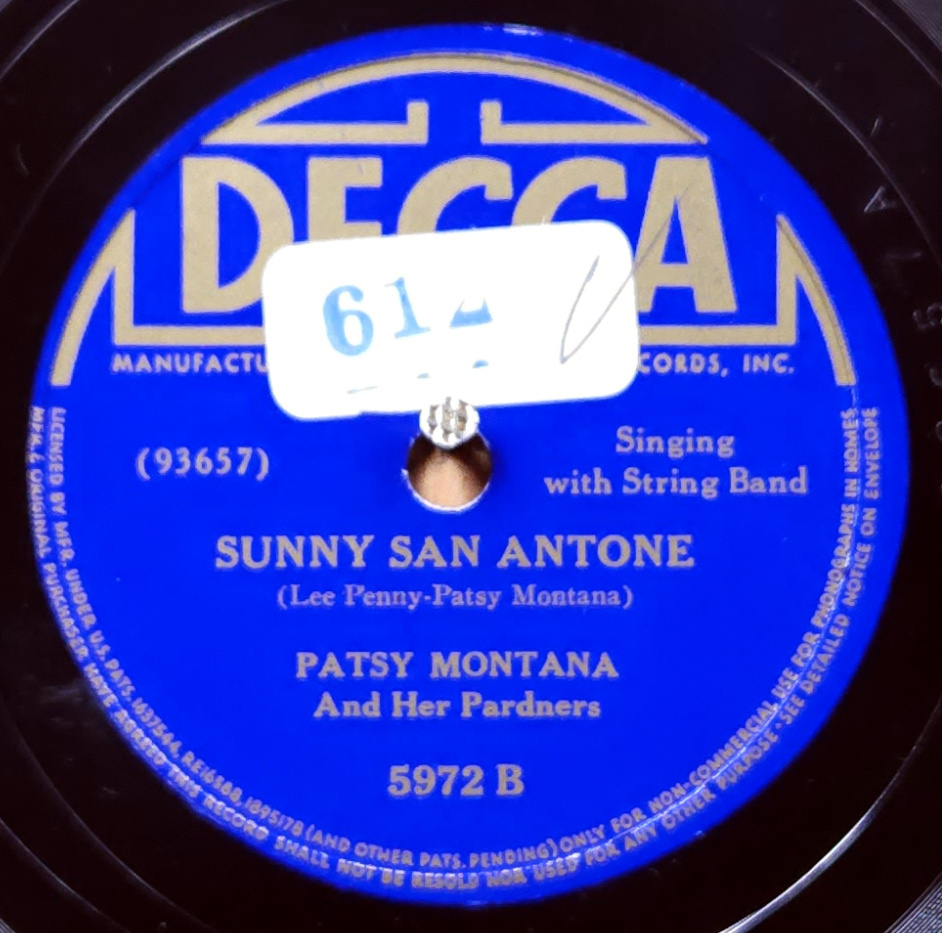 DECCA
612
MANUFACTU CORDS, INC.
(93657)
Singing
with String Band
SUNNY SAN ANTONE
(Lee Penny-Patsy Montana)
PATSY MONTANA
And Her Pardners
5972 B
LICENSED BY MFR. UNDER U.S. PATS. 1637544, RE16588, 1895178 (AND OTHER PATS. PENDING) ONLY FOR NON-COMMERCIAL USE FOR PHONOGRAPHS IN HOMES
MFR. & ORIGINAL PURCHASER HAVE AGREED THIS RECORD SHALL NOT BE RESOLD NOR USED FOR ANY OTHER PURPOSE · SEE DETAILED NOTICE ON ENVELOPE